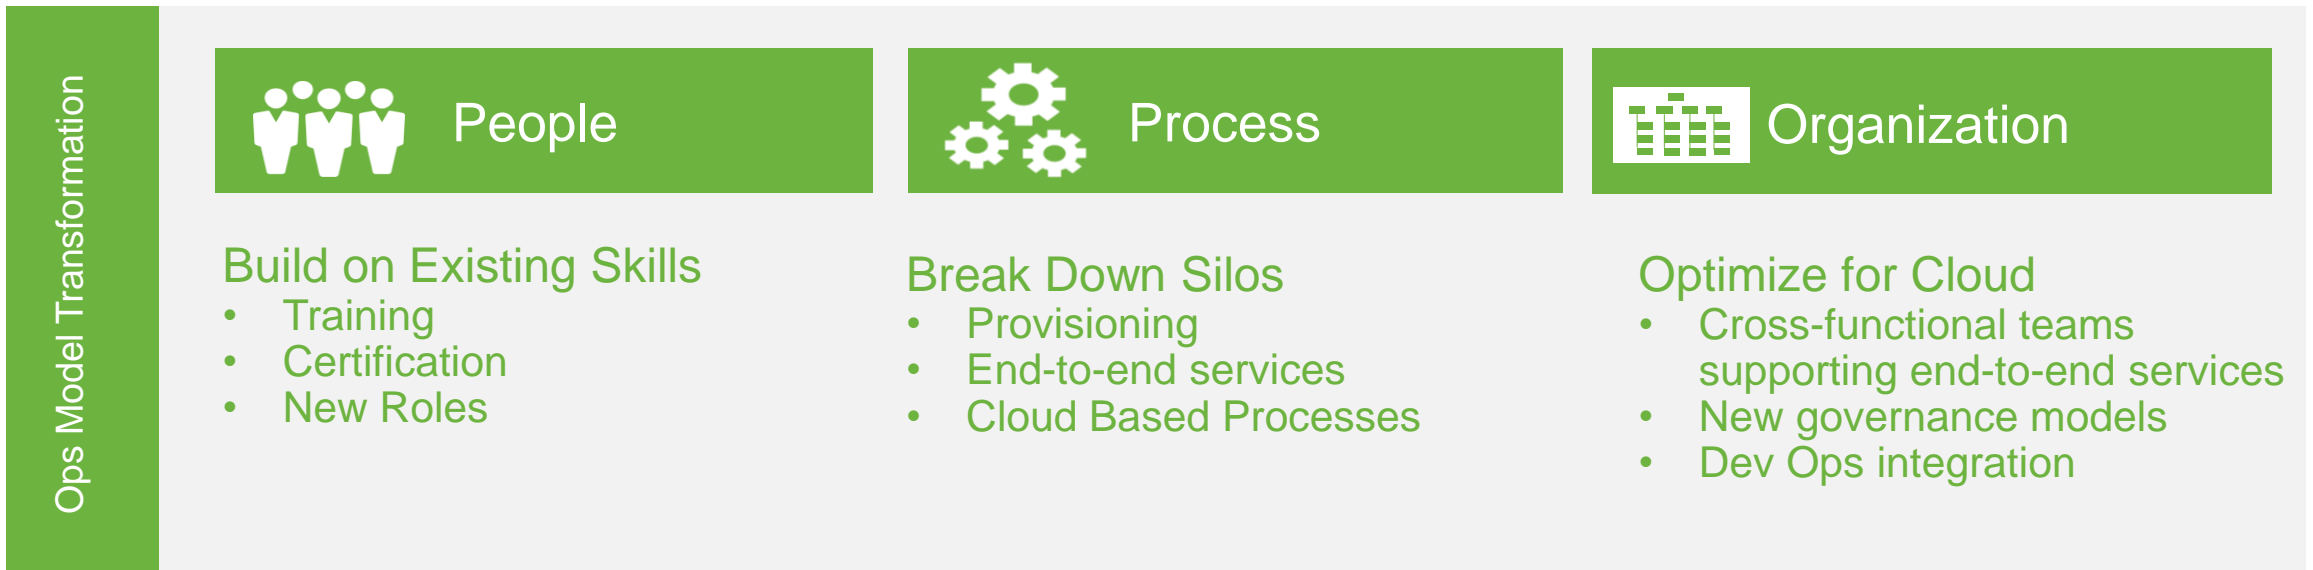 Ops Model Transformation
People
Build on Existing Skills
• Training
• Certification
• New Roles
Process
Break Down Silos
• Provisioning
• End-to-end services
• Cloud Based Processes
Organization
Optimize for Cloud
• Cross-functional teams
supporting end-to-end services
• New governance models
• Dev Ops integration